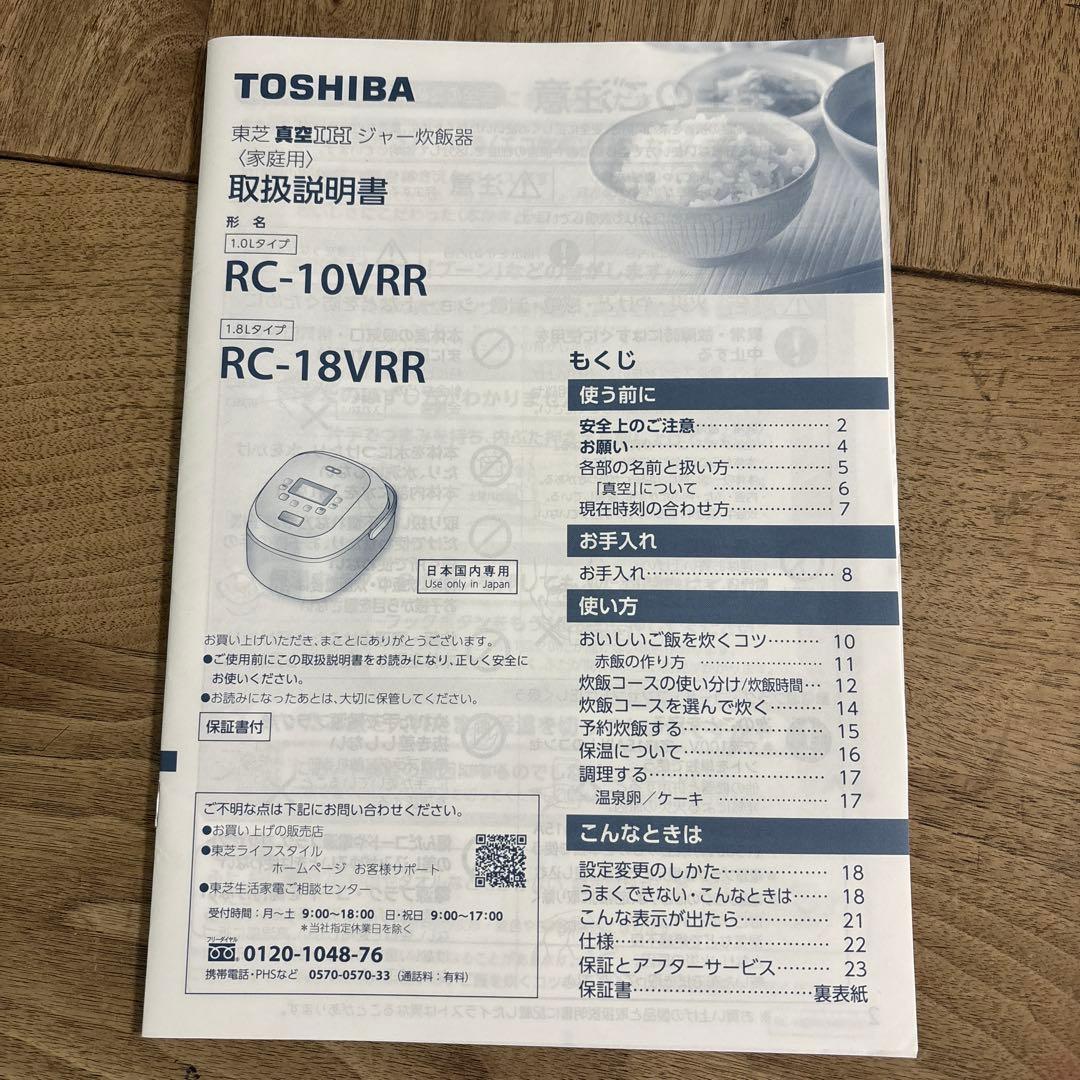 TOSHIBA
東芝 真空IH ジャー炊飯器
〈家庭用〉
取扱説明書
形 名
1.0Lタイプ
RC-10VRR
1.8Lタイプ
RC-18VRR
日本国内専用
Use only in Japan
お買い上げいただき、まことにありがとうございます。
●ご使用前にこの取扱説明書をお読みになり、正しく安全に
お使いください。
●お読みになったあとは、大切に保管してください。
保証書付
ご不明な点は下記にお問い合わせください。
●お買い上げの販売店
●東芝ライフスタイル
ホームページ お客様サポート
●東芝生活家電ご相談センター
受付時間:月~土 9:00~18:00 日・祝日 9:00~17:00
*当社指定休業日を除く
フリーダイヤル
0120-1048-76
携帯電話・PHSなど 0570-0570-33(通話料:有料)
もくじ
使う前に
安全上のご注意………………… 2
お願い………………………… 4
各部の名前と扱い方…………… 5
「真空」について …………… 6
現在時刻の合わせ方…………… 7
お手入れ
お手入れ……………………… 8
使い方
おいしいご飯を炊くコツ……… 10
赤飯の作り方 ……………… 11
炊飯コースの使い分け/炊飯時間… 12
炊飯コースを選んで炊く……… 14
予約炊飯する………………… 15
保温について………………… 16
調理する……………………… 17
温泉卵/ケーキ …………… 17
こんなときは
設定変更のしかた…………… 18
うまくできない・こんなときは…… 18
こんな表示が出たら………… 21
仕様………………………… 22
保証とアフターサービス……… 23
保証書……………………裏表紙